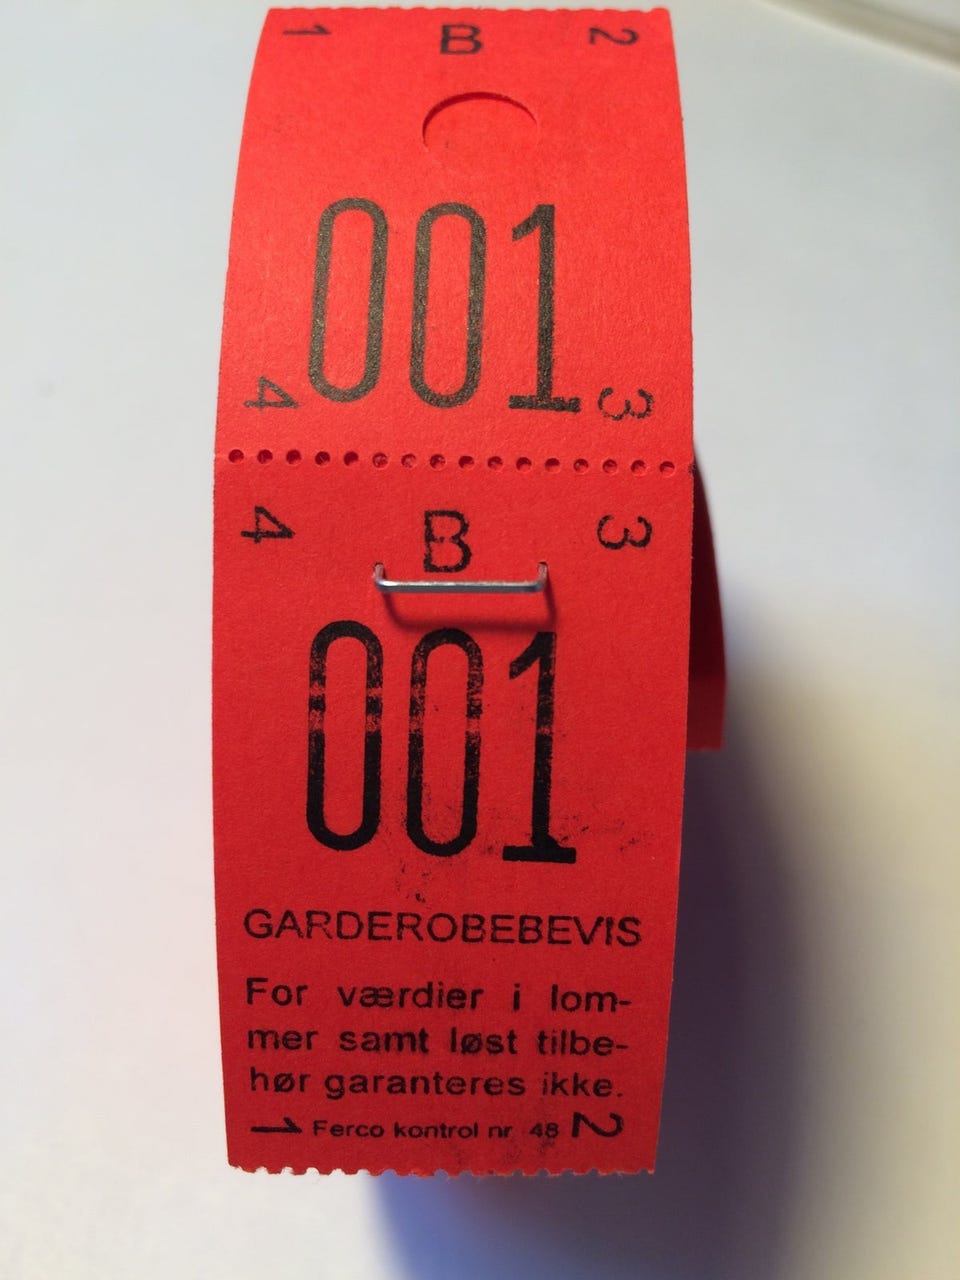 1 B 2
001
4 3
4 B 3
001
GARDEROBEBEVIS
For værdier i lom-
mer samt løst tilbe-
hør garanteres ikke.
1 Ferco kontrol nr 48 2